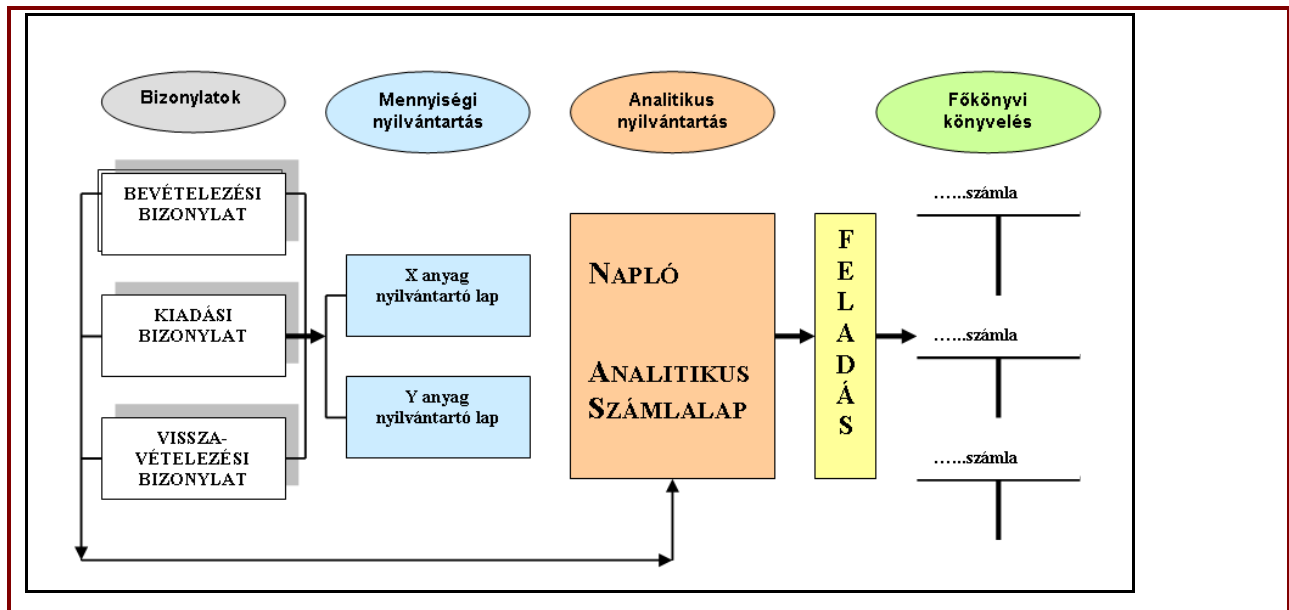 Bizonylatok
Mennyiségi
nyilvántartás
Analitikus
nyilvántartás
Főkönyvi
könyvelés
BEVÉTELEZÉSI
BIZONYLAT
KIADÁSI
BIZONYLAT
VISSZA-
VÉTELEZÉSI
BIZONYLAT
X anyag
nyilvántartó lap
Y anyag
nyilvántartó lap
NAPLÓ
ANALITIKUS
SZÁMLALAP
F
E
L
A
D
Á
S
…...számla
…...számla
…...számla